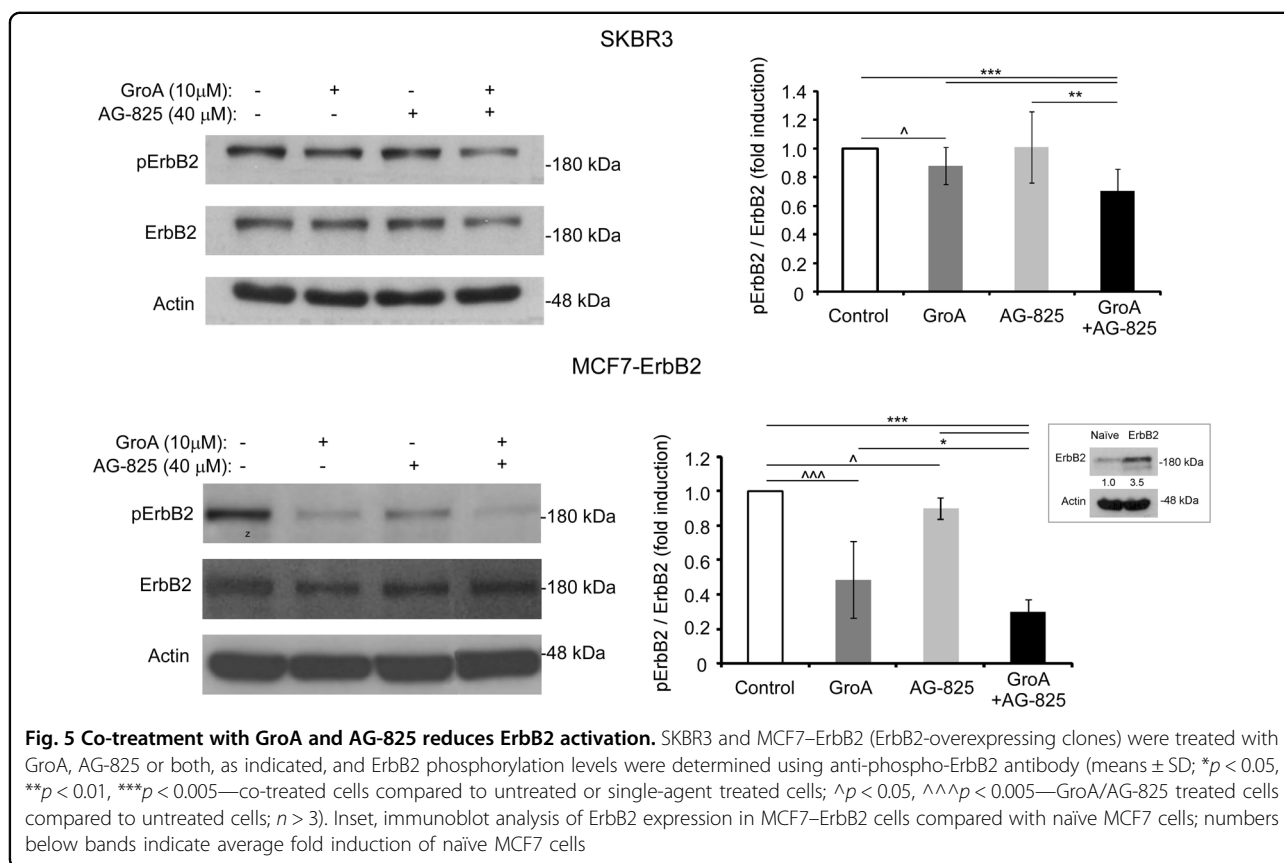 SKBR3
GroA (10μM): - + - +
AG-825 (40 μM): - - + +
pErbB2
-180 kDa
ErbB2
-180 kDa
Actin
-48 kDa
pErbB2 / ErbB2 (fold induction)
1.4
1.2
1.0
0.8
0.6
0.4
0.2
0
^
***
**
Control
GroA
AG-825
GroA
+AG-825
MCF7-ErbB2
GroA (10μM): - + - +
AG-825 (40 μM): - - + +
pErbB2
z
-180 kDa
ErbB2
-180 kDa
Actin
-48 kDa
pErbB2 / ErbB2 (fold induction)
1.2
1.0
0.8
0.6
0.4
0.2
0
***
*
^
^^^
Control
GroA
AG-825
GroA
+AG-825
Naïve ErbB2
ErbB2
-180 kDa
1.0 3.5
Actin
-48 kDa
Fig. 5 Co-treatment with GroA and AG-825 reduces ErbB2 activation. SKBR3 and MCF7–ErbB2 (ErbB2-overexpressing clones) were treated with
GroA, AG-825 or both, as indicated, and ErbB2 phosphorylation levels were determined using anti-phospho-ErbB2 antibody (means ± SD; *p < 0.05,
**p < 0.01, ***p < 0.005—co-treated cells compared to untreated or single-agent treated cells; ^p < 0.05, ^^^p < 0.005—GroA/AG-825 treated cells
compared to untreated cells; n > 3). Inset, immunoblot analysis of ErbB2 expression in MCF7–ErbB2 cells compared with naïve MCF7 cells; numbers
below bands indicate average fold induction of naïve MCF7 cells